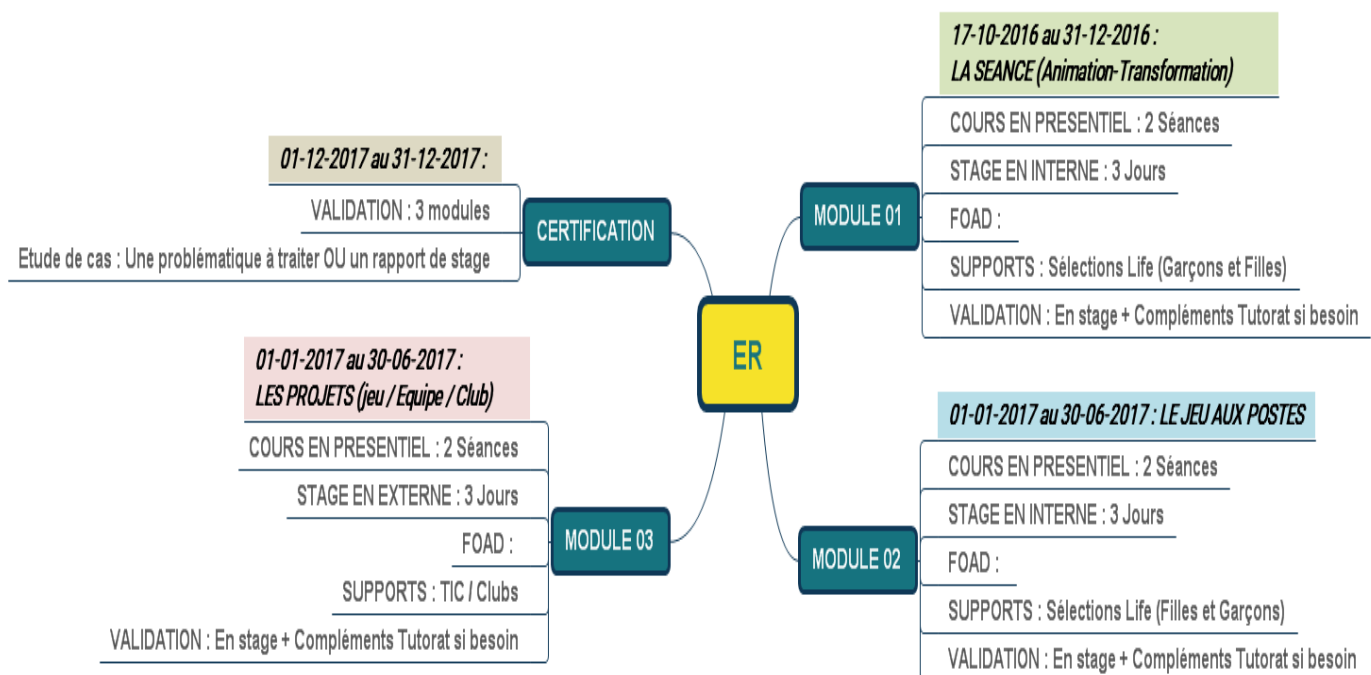 ER
MODULE 01
17-10-2016 au 31-12-2016 :
LA SEANCE (Animation-Transformation)
COURS EN PRESENTIEL : 2 Séances
STAGE EN INTERNE : 3 Jours
FOAD :
SUPPORTS : Sélections Life (Garçons et Filles)
VALIDATION : En stage + Compléments Tutorat si besoin
MODULE 02
01-01-2017 au 30-06-2017 : LE JEU AUX POSTES
COURS EN PRESENTIEL : 2 Séances
STAGE EN INTERNE : 3 Jours
FOAD :
SUPPORTS : Sélections Life (Filles et Garçons)
VALIDATION : En stage + Compléments Tutorat si besoin
MODULE 03
01-01-2017 au 30-06-2017 :
LES PROJETS (jeu / Equipe / Club)
COURS EN PRESENTIEL : 2 Séances
STAGE EN EXTERNE : 3 Jours
FOAD :
SUPPORTS : TIC / Clubs
VALIDATION : En stage + Compléments Tutorat si besoin
CERTIFICATION
01-12-2017 au 31-12-2017 :
VALIDATION : 3 modules
Etude de cas : Une problématique à traiter OU un rapport de stage